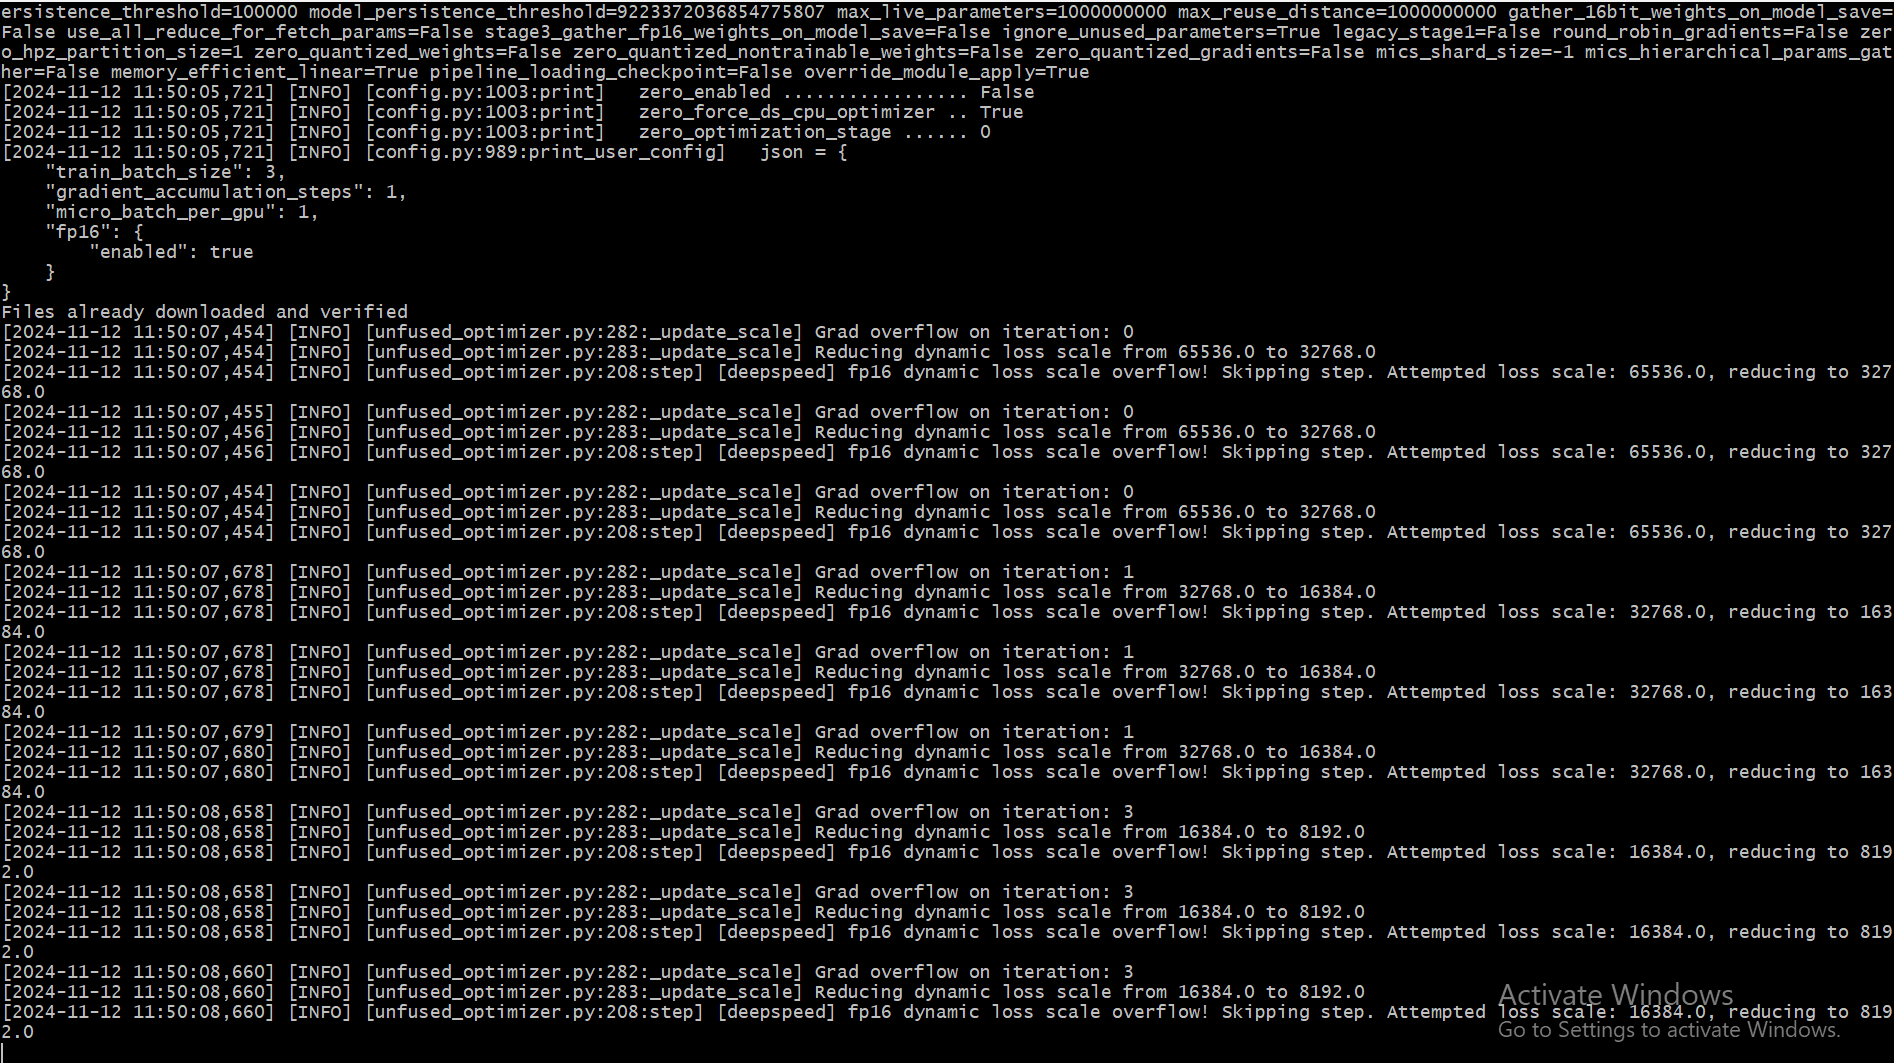 ersistence_threshold=100000 model_persistence_threshold=9223372036854775807 max_live_parameters=1000000000 max_reuse_distance=1000000000 gather_16bit_weights_on_model_save=
False use_all_reduce_for_fetch_params=False stage3_gather_fp16_weights_on_model_save=False ignore_unused_parameters=True legacy_stage1=False round_robin_gradients=False zer
o_hpz_partition_size=1 zero_quantized_weights=False zero_quantized_nontrainable_weights=False zero_quantized_gradients=False mics_shard_size=-1 mics_hierarchical_params_gat
her=False memory_efficient_linear=True pipeline_loading_checkpoint=False override_module_apply=True
[2024-11-12 11:50:05,721] [INFO] [config.py:1003:print]   zero_enabled ................. False
[2024-11-12 11:50:05,721] [INFO] [config.py:1003:print]   zero_force_ds_cpu_optimizer .. True
[2024-11-12 11:50:05,721] [INFO] [config.py:1003:print]   zero_optimization_stage ...... 0
[2024-11-12 11:50:05,721] [INFO] [config.py:989:print_user_config]   json = {
    "train_batch_size": 3,
    "gradient_accumulation_steps": 1,
    "micro_batch_per_gpu": 1,
    "fp16": {
        "enabled": true
    }
}
Files already downloaded and verified
[2024-11-12 11:50:07,454] [INFO] [unfused_optimizer.py:282:_update_scale] Grad overflow on iteration: 0
[2024-11-12 11:50:07,454] [INFO] [unfused_optimizer.py:283:_update_scale] Reducing dynamic loss scale from 65536.0 to 32768.0
[2024-11-12 11:50:07,454] [INFO] [unfused_optimizer.py:208:step] [deepspeed] fp16 dynamic loss scale overflow! Skipping step. Attempted loss scale: 65536.0, reducing to 327
68.0
[2024-11-12 11:50:07,455] [INFO] [unfused_optimizer.py:282:_update_scale] Grad overflow on iteration: 0
[2024-11-12 11:50:07,456] [INFO] [unfused_optimizer.py:283:_update_scale] Reducing dynamic loss scale from 65536.0 to 32768.0
[2024-11-12 11:50:07,456] [INFO] [unfused_optimizer.py:208:step] [deepspeed] fp16 dynamic loss scale overflow! Skipping step. Attempted loss scale: 65536.0, reducing to 327
68.0
[2024-11-12 11:50:07,454] [INFO] [unfused_optimizer.py:282:_update_scale] Grad overflow on iteration: 0
[2024-11-12 11:50:07,454] [INFO] [unfused_optimizer.py:283:_update_scale] Reducing dynamic loss scale from 65536.0 to 32768.0
[2024-11-12 11:50:07,454] [INFO] [unfused_optimizer.py:208:step] [deepspeed] fp16 dynamic loss scale overflow! Skipping step. Attempted loss scale: 65536.0, reducing to 327
68.0
[2024-11-12 11:50:07,678] [INFO] [unfused_optimizer.py:282:_update_scale] Grad overflow on iteration: 1
[2024-11-12 11:50:07,678] [INFO] [unfused_optimizer.py:283:_update_scale] Reducing dynamic loss scale from 32768.0 to 16384.0
[2024-11-12 11:50:07,678] [INFO] [unfused_optimizer.py:208:step] [deepspeed] fp16 dynamic loss scale overflow! Skipping step. Attempted loss scale: 32768.0, reducing to 163
84.0
[2024-11-12 11:50:07,678] [INFO] [unfused_optimizer.py:282:_update_scale] Grad overflow on iteration: 1
[2024-11-12 11:50:07,678] [INFO] [unfused_optimizer.py:283:_update_scale] Reducing dynamic loss scale from 32768.0 to 16384.0
[2024-11-12 11:50:07,678] [INFO] [unfused_optimizer.py:208:step] [deepspeed] fp16 dynamic loss scale overflow! Skipping step. Attempted loss scale: 32768.0, reducing to 163
84.0
[2024-11-12 11:50:07,679] [INFO] [unfused_optimizer.py:282:_update_scale] Grad overflow on iteration: 1
[2024-11-12 11:50:07,680] [INFO] [unfused_optimizer.py:283:_update_scale] Reducing dynamic loss scale from 32768.0 to 16384.0
[2024-11-12 11:50:07,680] [INFO] [unfused_optimizer.py:208:step] [deepspeed] fp16 dynamic loss scale overflow! Skipping step. Attempted loss scale: 32768.0, reducing to 163
84.0
[2024-11-12 11:50:08,658] [INFO] [unfused_optimizer.py:282:_update_scale] Grad overflow on iteration: 3
[2024-11-12 11:50:08,658] [INFO] [unfused_optimizer.py:283:_update_scale] Reducing dynamic loss scale from 16384.0 to 8192.0
[2024-11-12 11:50:08,658] [INFO] [unfused_optimizer.py:208:step] [deepspeed] fp16 dynamic loss scale overflow! Skipping step. Attempted loss scale: 16384.0, reducing to 819
2.0
[2024-11-12 11:50:08,658] [INFO] [unfused_optimizer.py:282:_update_scale] Grad overflow on iteration: 3
[2024-11-12 11:50:08,658] [INFO] [unfused_optimizer.py:283:_update_scale] Reducing dynamic loss scale from 16384.0 to 8192.0
[2024-11-12 11:50:08,658] [INFO] [unfused_optimizer.py:208:step] [deepspeed] fp16 dynamic loss scale overflow! Skipping step. Attempted loss scale: 16384.0, reducing to 819
2.0
[2024-11-12 11:50:08,660] [INFO] [unfused_optimizer.py:282:_update_scale] Grad overflow on iteration: 3
[2024-11-12 11:50:08,660] [INFO] [unfused_optimizer.py:283:_update_scale] Reducing dynamic loss scale from 16384.0 to 8192.0
[2024-11-12 11:50:08,660] [INFO] [unfused_optimizer.py:208:step] [deepspeed] fp16 dynamic loss scale overflow! Skipping step. Attempted loss scale: 16384.0, reducing to 819
2.0
Activate Windows
Go to Settings to activate Windows.